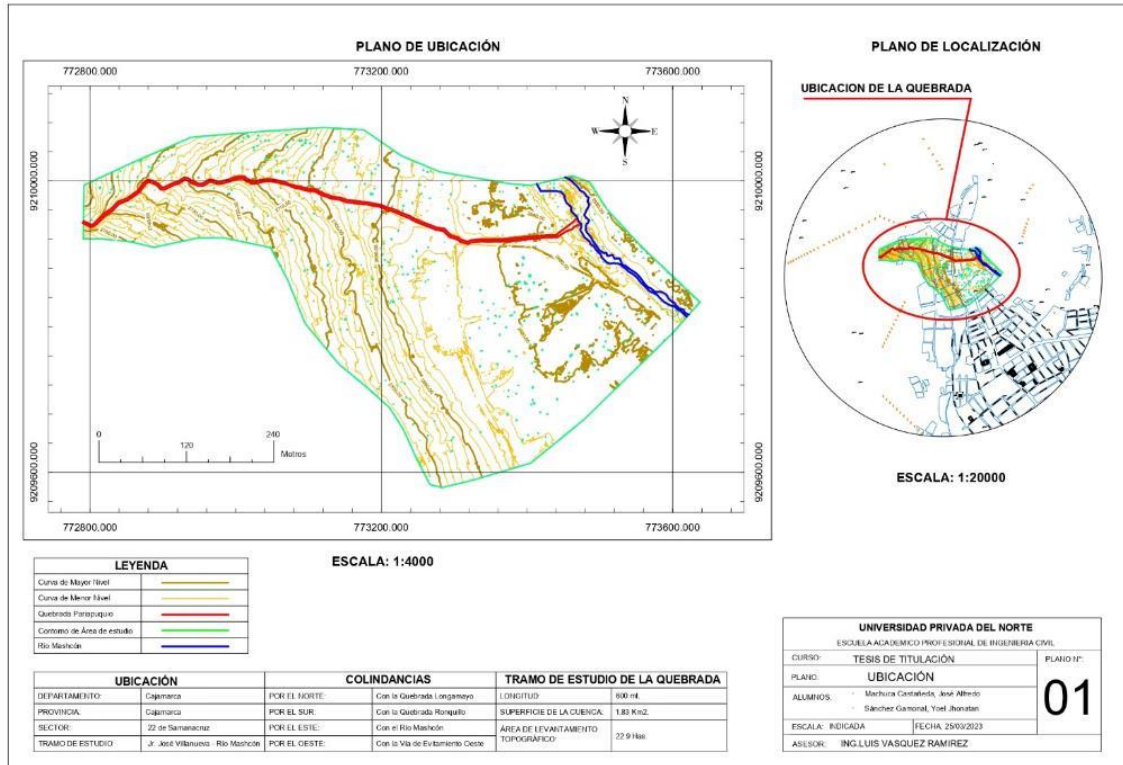 PLANO DE UBICACIÓN
772800.000 773200.000 773600.000
9210000.000 9210000.000
9209600.000 9209600.000
N
W E
S
0 120 240
Metros
772800.000 773200.000 773600.000
ESCALA: 1:4000
PLANO DE LOCALIZACIÓN
UBICACION DE LA QUEBRADA
ESCALA: 1:20000
LEYENDA
Curva de Mayor Nivel
Curva de Menor Nivel
Quebrada Pariapuquio
Contorno de Área de estudio
Río Mashcón
UBICACIÓN COLINDANCIAS TRAMO DE ESTUDIO DE LA QUEBRADA
DEPARTAMENTO: Cajamarca POR EL NORTE: Con la Quebrada Longamayo LONGITUD: 600 ml.
PROVINCIA: Cajamarca POR EL SUR: Con la Quebrada Ronquillo SUPERFICIE DE LA CUENCA: 1.83 Km2.
SECTOR: 22 de Samanacruz POR EL ESTE: Con el Río Mashcón ÁREA DE LEVANTAMIENTO TOPOGRÁFICO: 22.9 Has.
TRAMO DE ESTUDIO: Jr. José Villanueva - Río Mashcón POR EL OESTE: Con la Vía de Evitamiento Oeste
UNIVERSIDAD PRIVADA DEL NORTE
ESCUELA ACADEMICO PROFESIONAL DE INGENIERIA CIVIL
CURSO: TESIS DE TITULACIÓN
PLANO: UBICACIÓN
ALUMNOS: - Machuca Castañeda, José Alfredo
- Sánchez Gamonal, Yoel Jhonatan
ESCALA: INDICADA FECHA, 25/03/2023
ASESOR: ING.LUIS VASQUEZ RAMIREZ
PLANO N°:
01